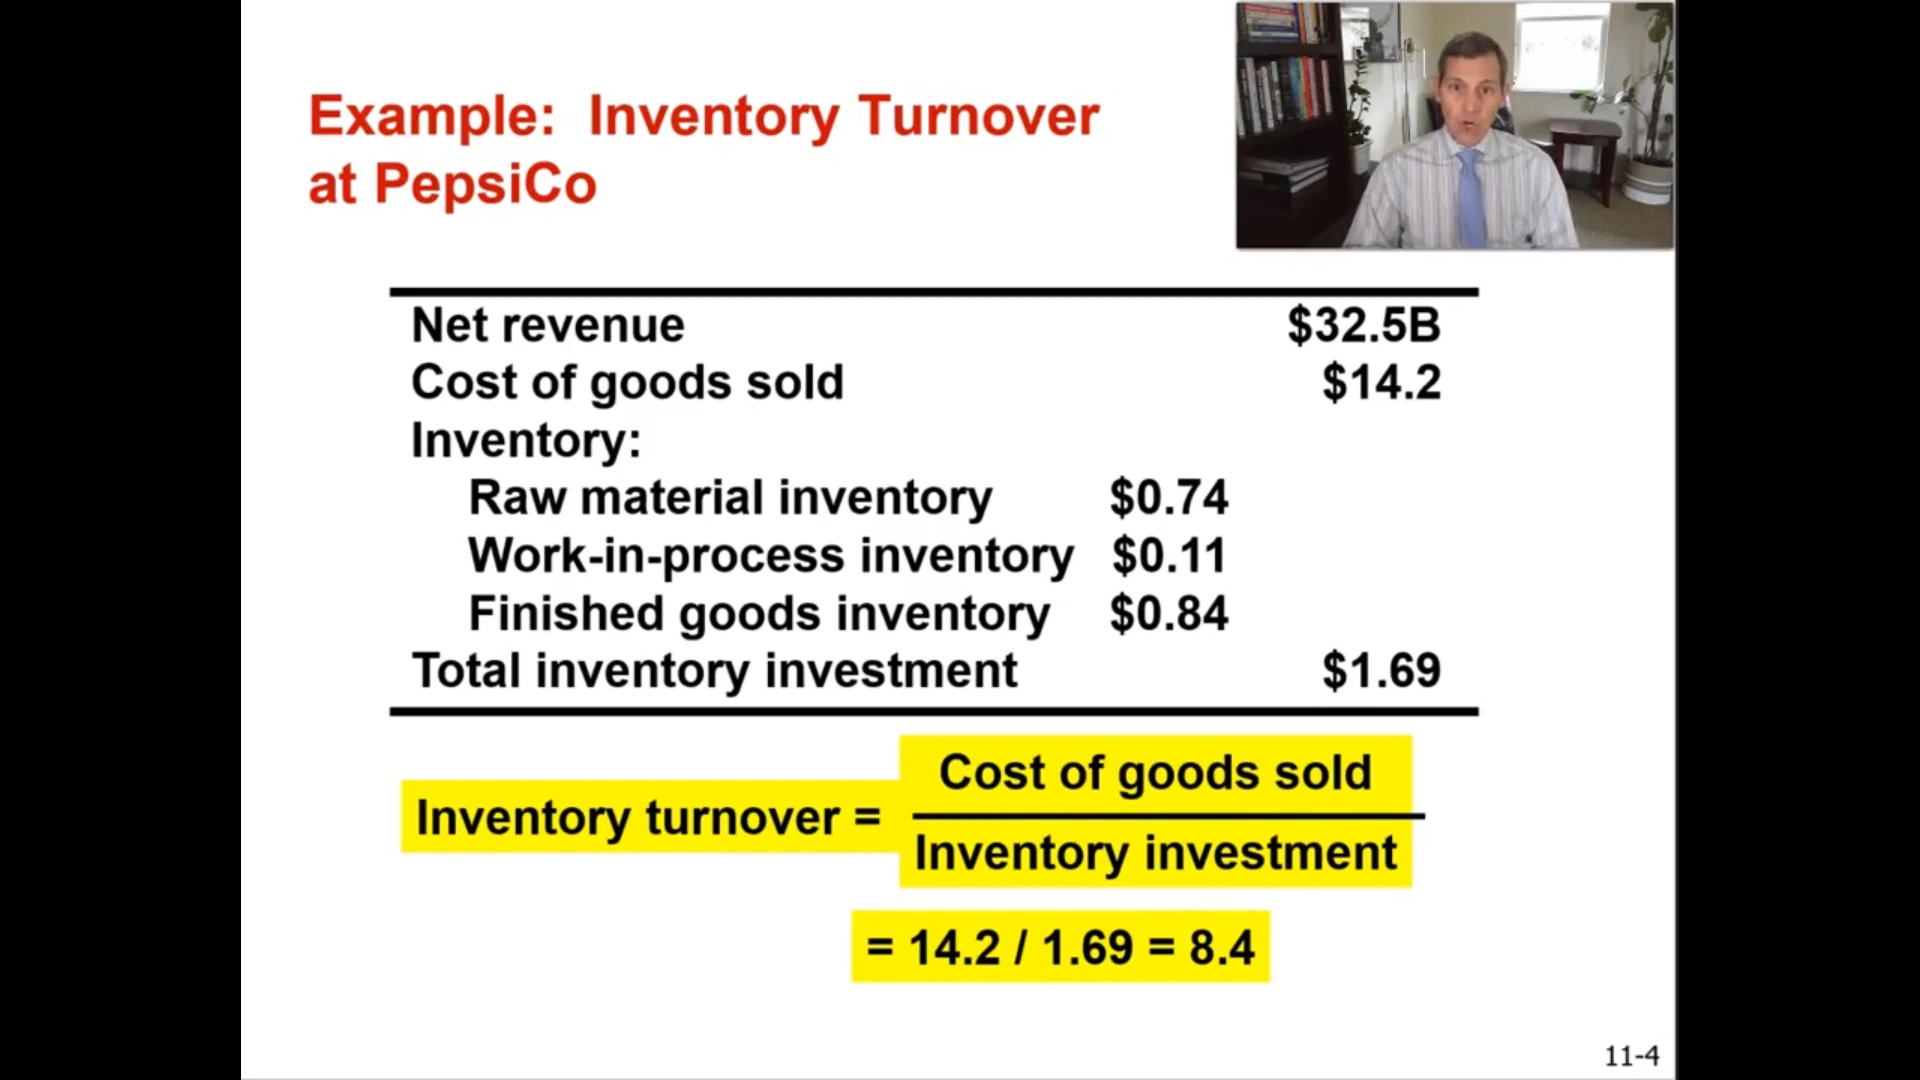 Example: Inventory Turnover
at PepsiCo
Net revenue $32.5B
Cost of goods sold $14.2
Inventory:
Raw material inventory $0.74
Work-in-process inventory $0.11
Finished goods inventory $0.84
Total inventory investment $1.69
Cost of goods sold
Inventory turnover =
Inventory investment
= 14.2 / 1.69 = 8.4
11-4